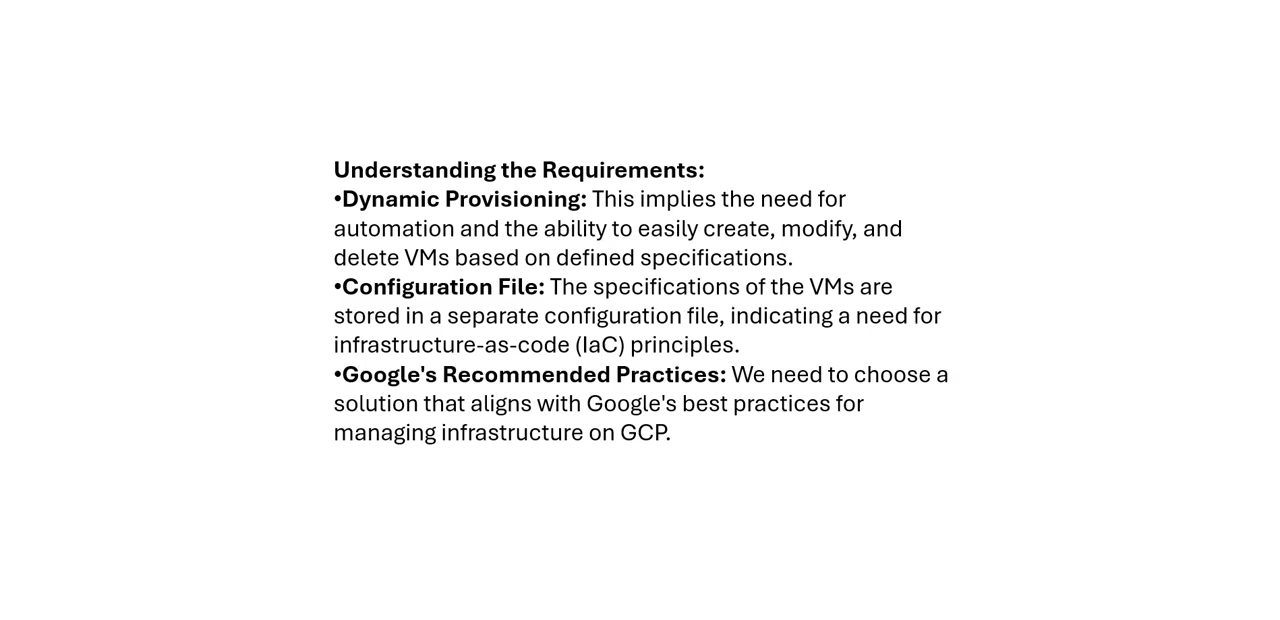 Understanding the Requirements:
•Dynamic Provisioning: This implies the need for
automation and the ability to easily create, modify, and
delete VMs based on defined specifications.
•Configuration File: The specifications of the VMs are
stored in a separate configuration file, indicating a need for
infrastructure-as-code (IaC) principles.
•Google's Recommended Practices: We need to choose a
solution that aligns with Google's best practices for
managing infrastructure on GCP.